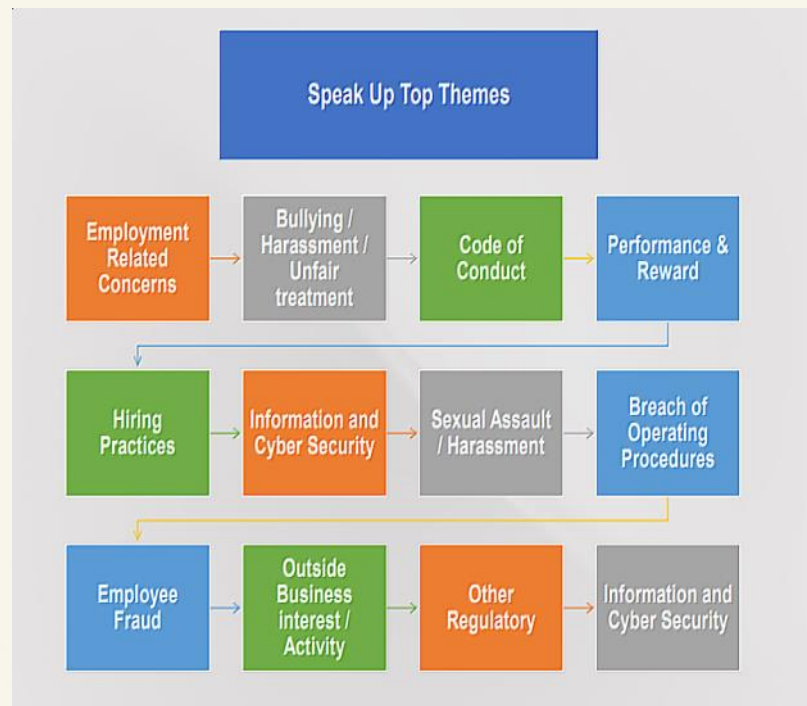 Speak Up Top Themes
Employment
Related
Concerns
Bullying /
Harassment /
Unfair
treatment
Code of
Conduct
Performance &
Reward
Hiring
Practices
Information and
Cyber Security
Sexual Assault
/ Harassment
Breach of
Operating
Procedures
Employee
Fraud
Outside
Business
interest /
Activity
Other
Regulatory
Information and
Cyber Security